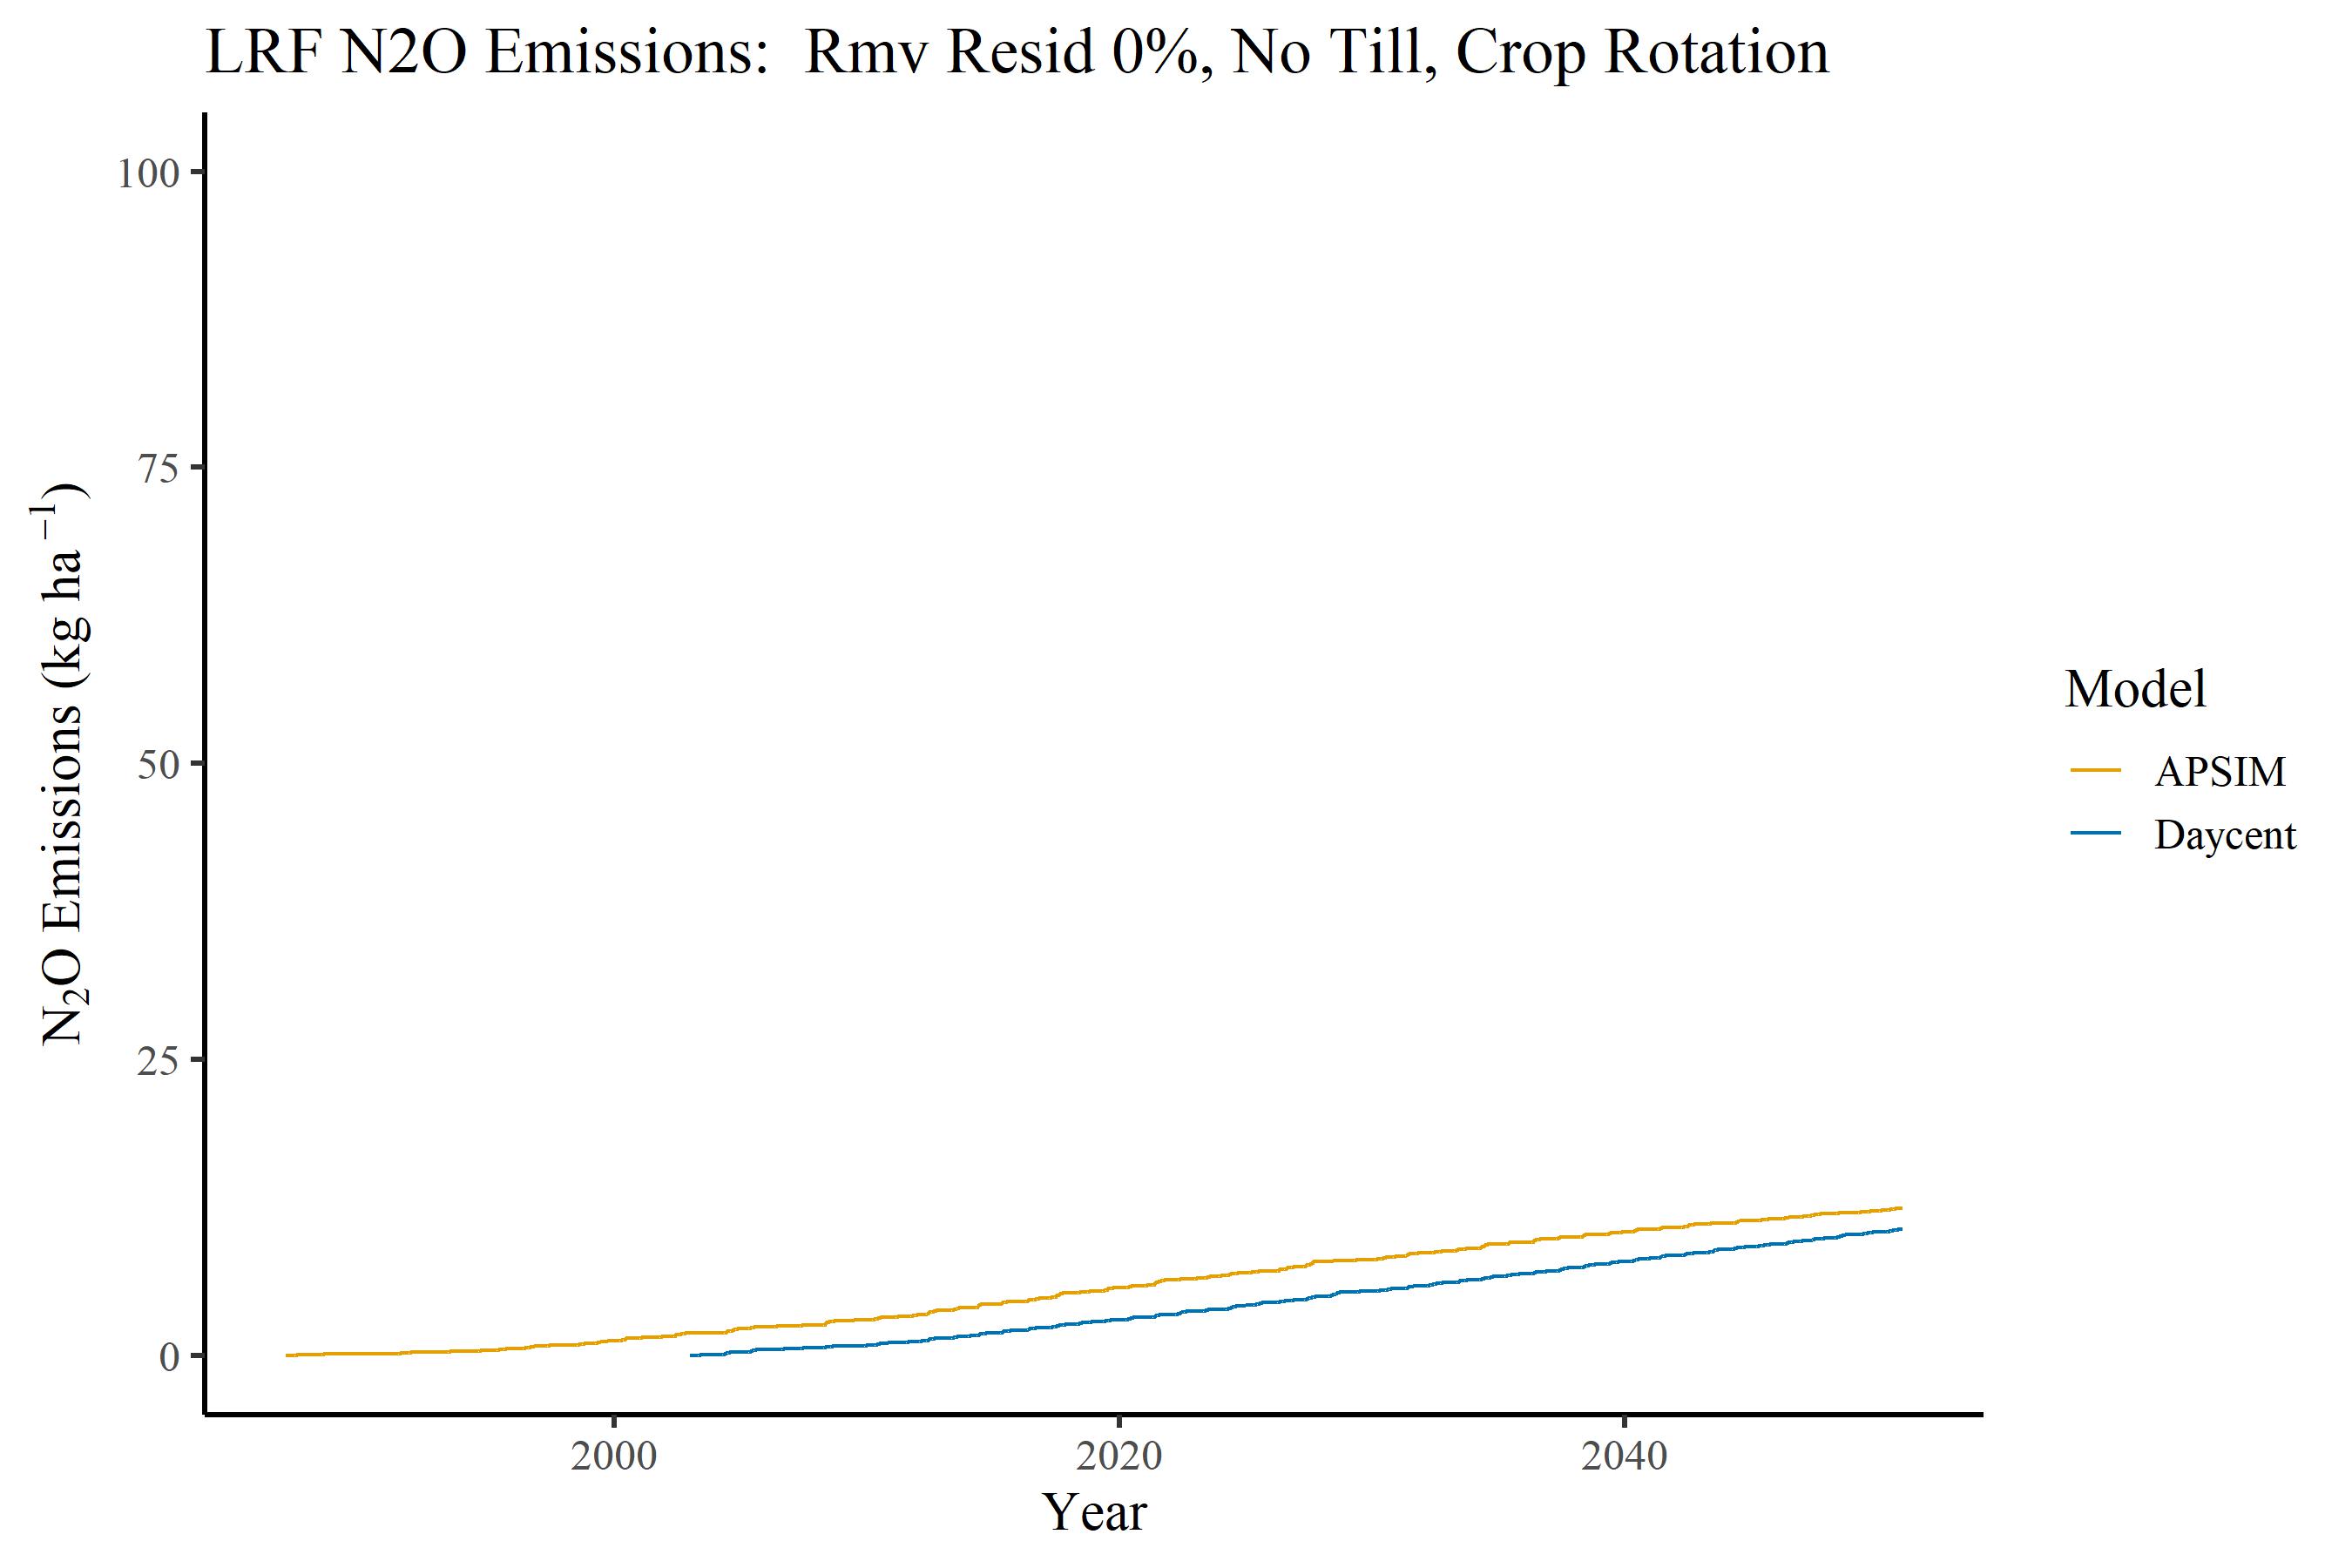 LRF N2O Emissions:  Rmv Resid 0%, No Till, Crop Rotation
N₂O Emissions (kg ha⁻¹)
100
75
50
25
0
2000 2020 2040
Year
Model
APSIM
Daycent